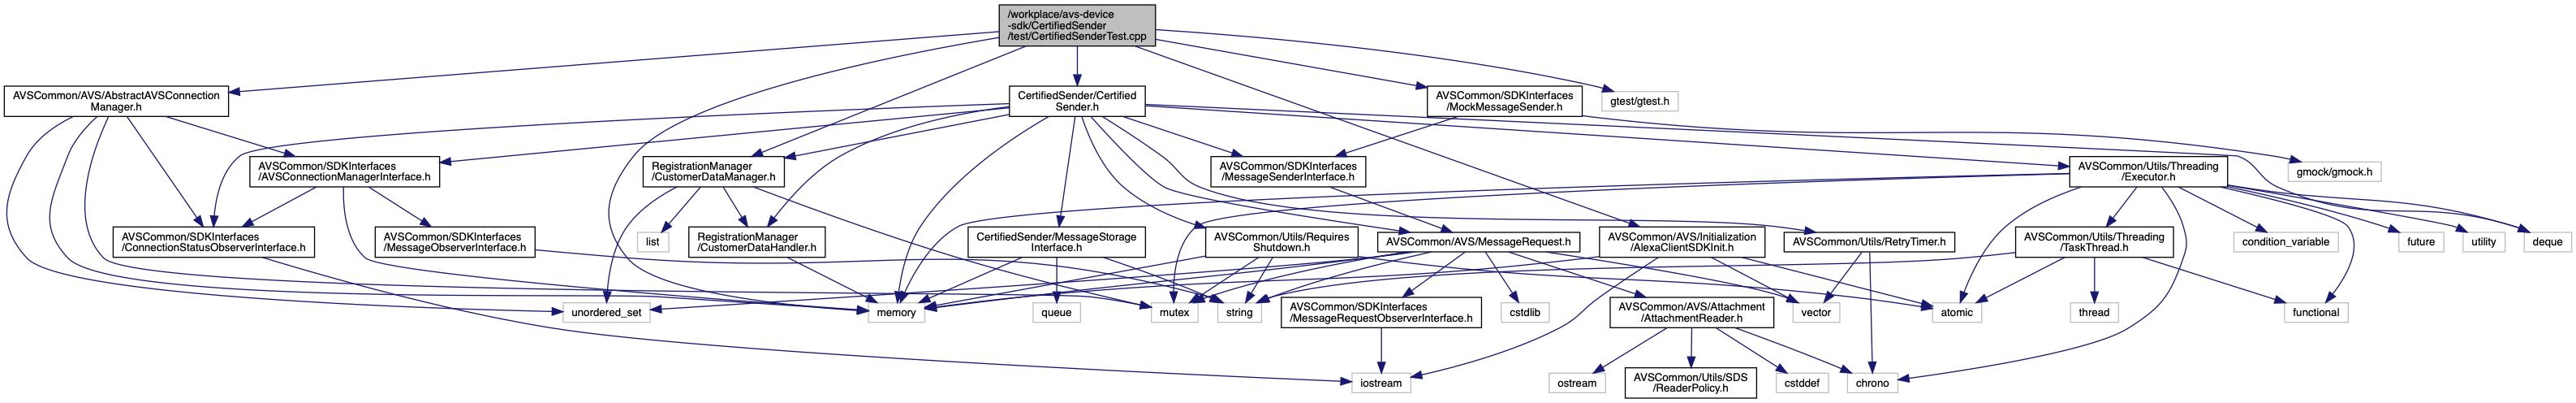 /workplace/avs-device
-sdk/CertifiedSender
/test/CertifiedSenderTest.cpp
AVSCommon/AVS/AbstractAVSConnection
Manager.h
CertifiedSender/Certified
Sender.h
AVSCommon/SDKInterfaces
/MockMessageSender.h
gtest/gtest.h
AVSCommon/SDKInterfaces
/AVSConnectionManagerInterface.h
RegistrationManager
/CustomerDataManager.h
AVSCommon/SDKInterfaces
/MessageSenderInterface.h
AVSCommon/Utils/Threading
/Executor.h
gmock/gmock.h
AVSCommon/SDKInterfaces
/ConnectionStatusObserverInterface.h
AVSCommon/SDKInterfaces
/MessageObserverInterface.h
list
RegistrationManager
/CustomerDataHandler.h
CertifiedSender/MessageStorage
Interface.h
AVSCommon/Utils/Requires
Shutdown.h
AVSCommon/AVS/MessageRequest.h
AVSCommon/AVS/Initialization
/AlexaClientSDKInit.h
AVSCommon/Utils/RetryTimer.h
AVSCommon/Utils/Threading
/TaskThread.h
condition_variable
future
utility
deque
unordered_set
memory
queue
mutex
string
AVSCommon/SDKInterfaces
/MessageRequestObserverInterface.h
cstdlib
AVSCommon/AVS/Attachment
/AttachmentReader.h
vector
atomic
thread
functional
iostream
ostream
AVSCommon/Utils/SDS
/ReaderPolicy.h
cstddef
chrono